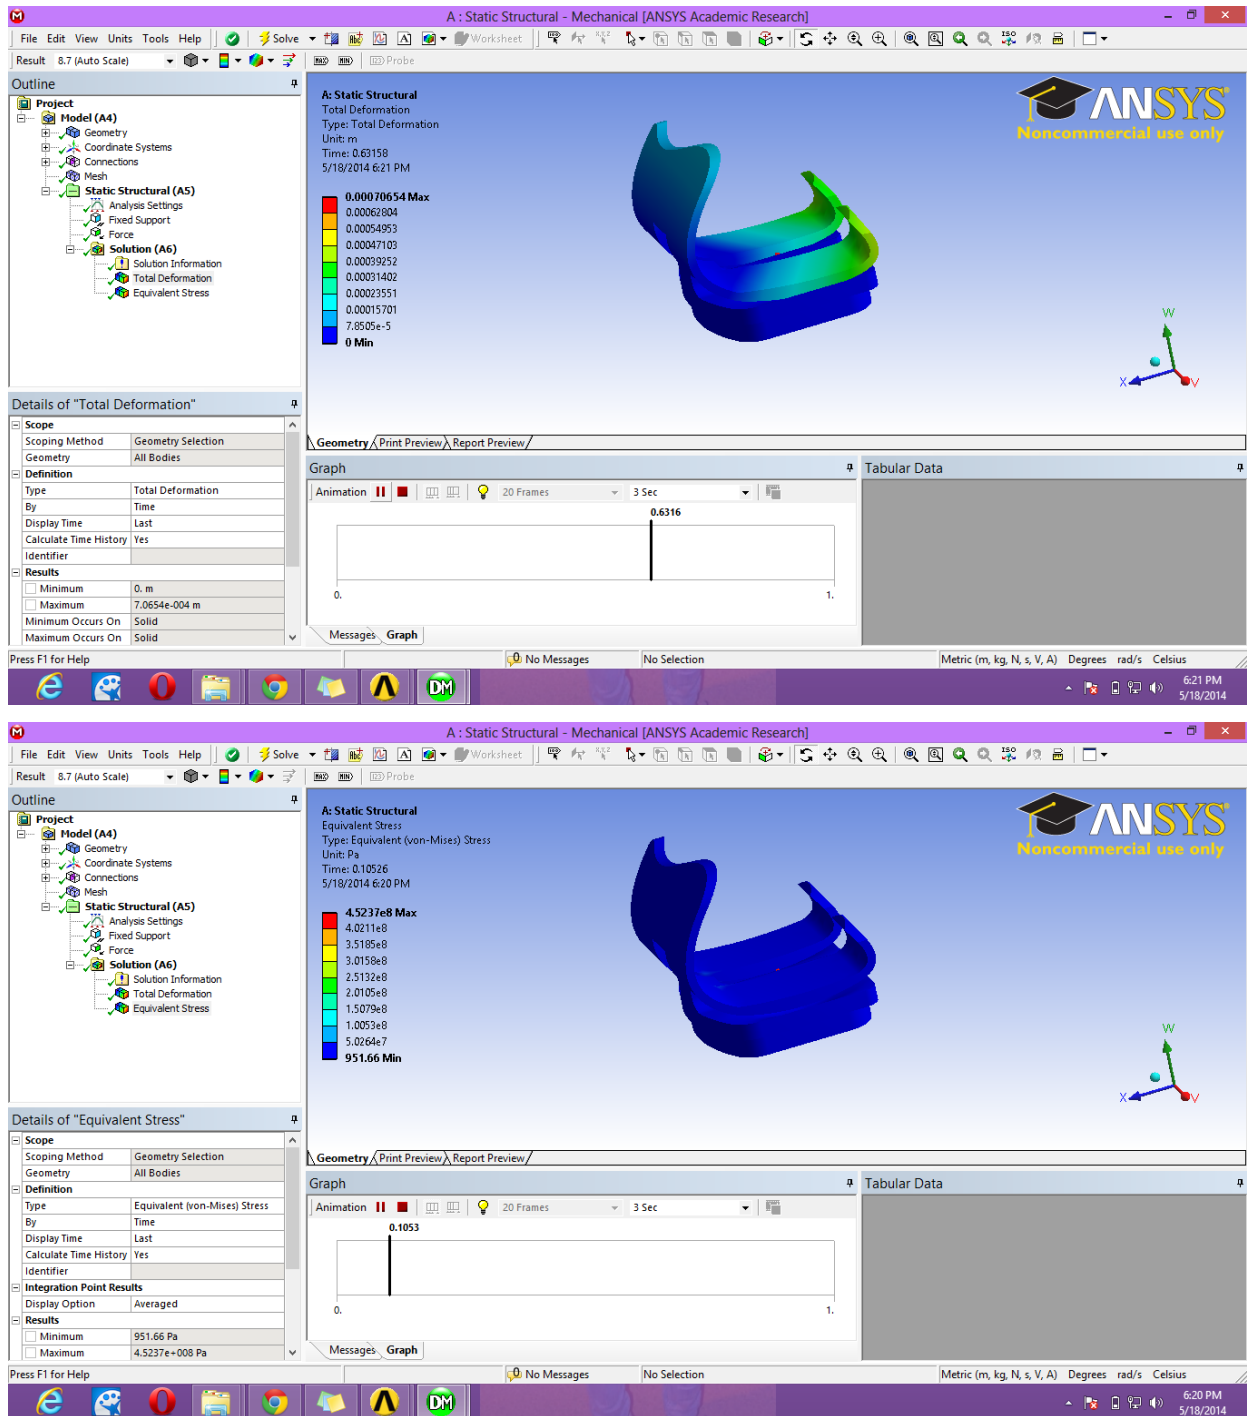 A : Static Structural - Mechanical [ANSYS Academic Research]
File Edit View Units Tools Help Solve Worksheet
Result 8.7 (Auto Scale) MAX MIN Probe
Outline
Project
Model (A4)
Geometry
Coordinate Systems
Connections
Mesh
Static Structural (A5)
Analysis Settings
Fixed Support
Force
Solution (A6)
Solution Information
Total Deformation
Equivalent Stress
A: Static Structural
Total Deformation
Type: Total Deformation
Unit: m
Time: 0.63158
5/18/2014 6:21 PM
0.00070654 Max
0.00062804
0.00054953
0.00047103
0.00039252
0.00031402
0.00023551
0.00015701
7.8505e-5
0 Min
ANSYS
Noncommercial use only
W
X
V
Geometry Print Preview Report Preview
Details of "Total Deformation"
Scope
Scoping Method Geometry Selection
Geometry All Bodies
Definition
Type Total Deformation
By Time
Display Time Last
Calculate Time History Yes
Identifier
Results
Minimum 0. m
Maximum 7.0654e-004 m
Minimum Occurs On Solid
Maximum Occurs On Solid
Graph
Animation 20 Frames 3 Sec
0.6316
0. 1.
Messages Graph
Tabular Data
Press F1 for Help 0 No Messages No Selection Metric (m, kg, N, s, V, A) Degrees rad/s Celsius
DM
6:21 PM
5/18/2014
A : Static Structural - Mechanical [ANSYS Academic Research]
File Edit View Units Tools Help Solve Worksheet
Result 8.7 (Auto Scale) MAX MIN Probe
Outline
Project
Model (A4)
Geometry
Coordinate Systems
Connections
Mesh
Static Structural (A5)
Analysis Settings
Fixed Support
Force
Solution (A6)
Solution Information
Total Deformation
Equivalent Stress
A: Static Structural
Equivalent Stress
Type: Equivalent (von-Mises) Stress
Unit: Pa
Time: 0.10526
5/18/2014 6:20 PM
4.5237e8 Max
4.0211e8
3.5185e8
3.0158e8
2.5132e8
2.0105e8
1.5079e8
1.0053e8
5.0264e7
951.66 Min
ANSYS
Noncommercial use only
W
X
V
Geometry Print Preview Report Preview
Details of "Equivalent Stress"
Scope
Scoping Method Geometry Selection
Geometry All Bodies
Definition
Type Equivalent (von-Mises) Stress
By Time
Display Time Last
Calculate Time History Yes
Identifier
Integration Point Results
Display Option Averaged
Results
Minimum 951.66 Pa
Maximum 4.5237e+008 Pa
Graph
Animation 20 Frames 3 Sec
0.1053
0. 1.
Messages Graph
Tabular Data
Press F1 for Help 0 No Messages No Selection Metric (m, kg, N, s, V, A) Degrees rad/s Celsius
DM
6:20 PM
5/18/2014